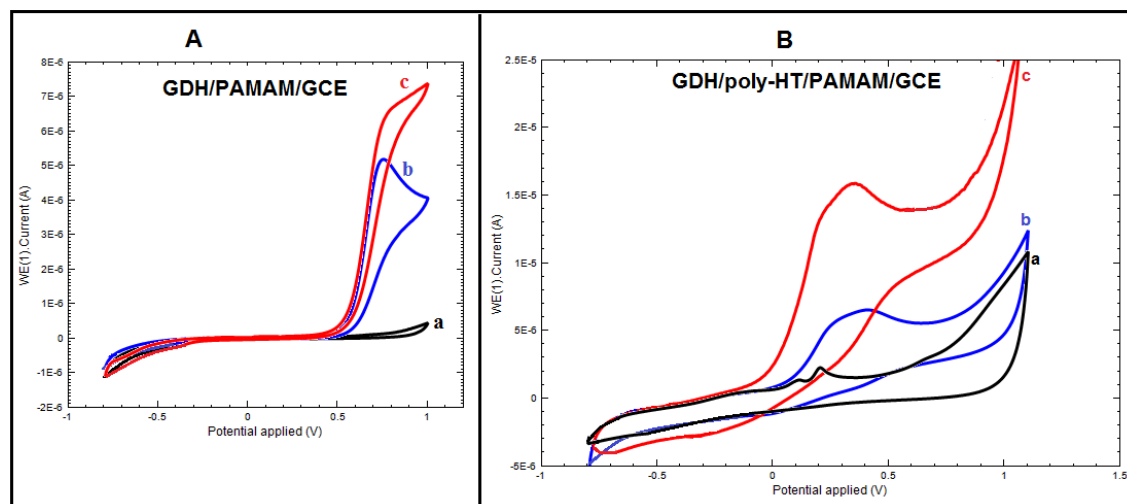 A
GDH/PAMAM/GCE
8E-6
7E-6
6E-6
5E-6
4E-6
3E-6
2E-6
1E-6
0
-1E-6
-2E-6
WE(1).Current (A)
c
b
a
-1
-0.5
0
0.5
1
Potential applied (V)
B
GDH/poly-HT/PAMAM/GCE
2.5E-5
2E-5
1.5E-5
1E-5
5E-6
0
-5E-6
WE(1).Current (A)
c
b
a
-1
-0.5
0
0.5
1
1.5
Potential applied (V)